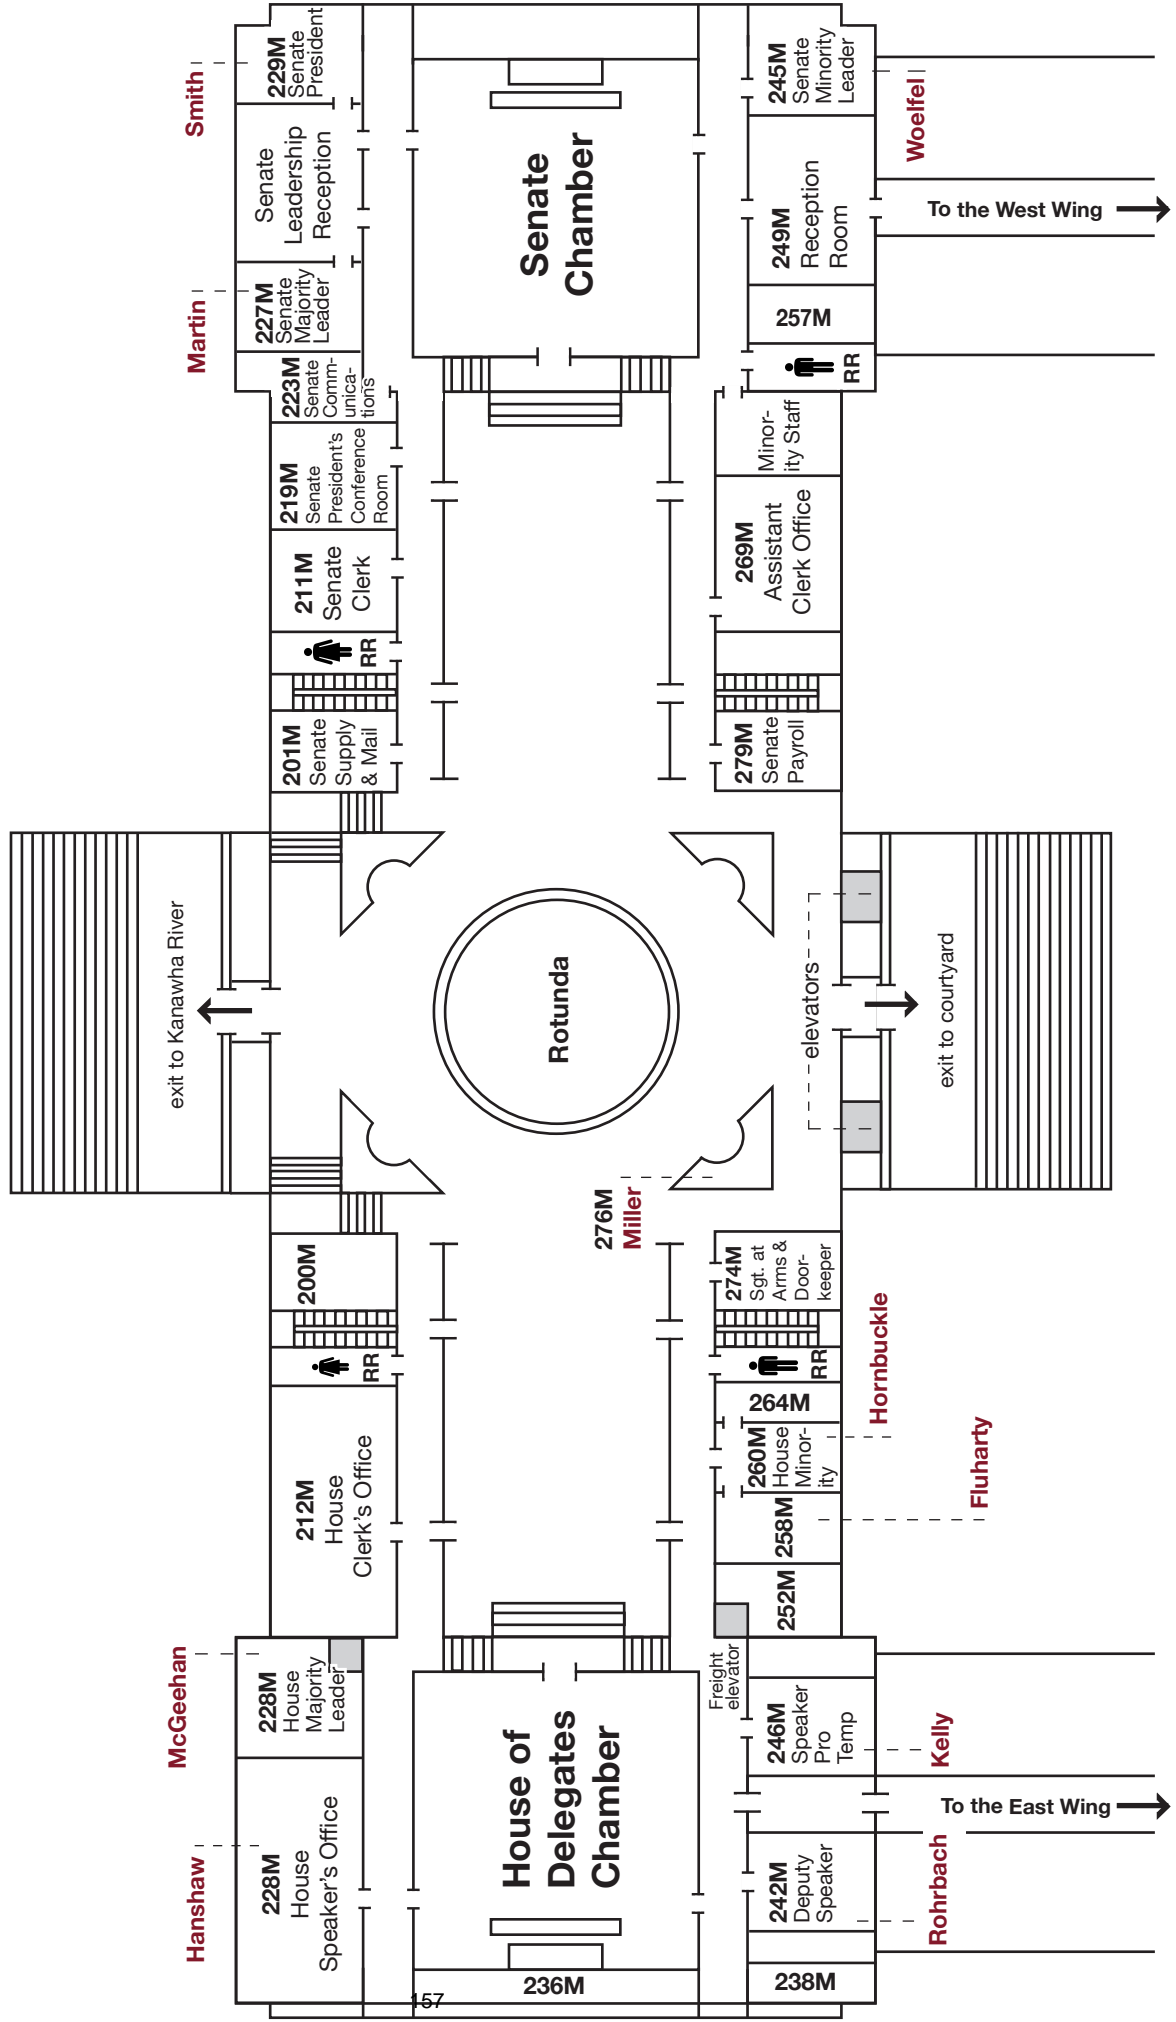 Smith
229M
Senate
President
Senate
Leadership
Reception
Martin
227M
Senate
Majority
Leader
223M
Senate
Comm-
unica-
tions
219M
Senate
President's
Conference
Room
211M
Senate
Clerk
RR
201M
Senate
Supply
& Mail
Senate
Chamber
245M
Senate
Minority
Leader
Woelfel
249M
Reception
Room
To the West Wing
257M
RR
Minor-
ity Staff
269M
Assistant
Clerk Office
279M
Senate
Payroll
exit to Kanawha River
Rotunda
elevators
exit to courtyard
276M
Miller
200M
RR
212M
House
Clerk's Office
McGeehan
228M
House
Majority
Leader
Hanshaw
228M
House
Speaker's Office
House of
Delegates
Chamber
236M
274M
Sgt. at
Arms &
Door-
keeper
RR
264M
Hornbuckle
260M
House
Minor-
ity
258M
Fluharty
252M
Freight
elevator
246M
Speaker
Pro
Temp
Kelly
To the East Wing
242M
Deputy
Speaker
Rohrbach
238M
157